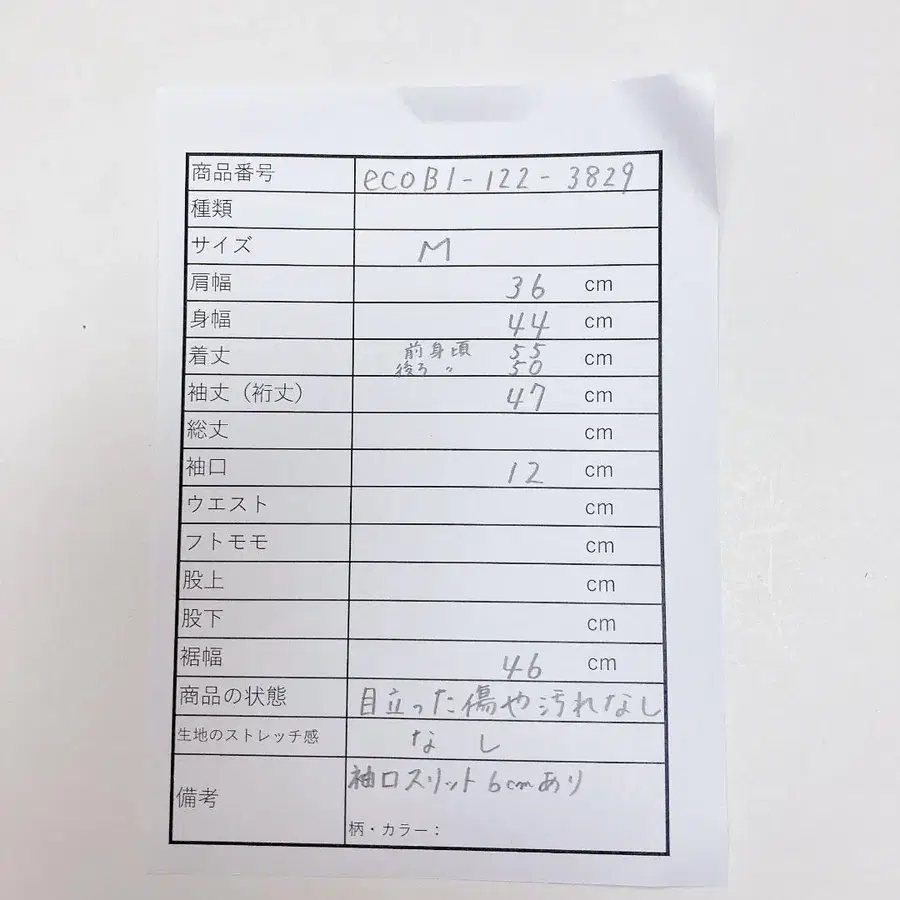 商品番号 ecoB1-122-3829
種類
サイズ M
肩幅 36 cm
身幅 44 cm
着丈 前身頃 55 cm
後ろ 〃 50
袖丈（裄丈） 47 cm
総丈 cm
袖口 12 cm
ウエスト cm
フトモモ cm
股上 cm
股下 cm
裾幅 46 cm
商品の状態 目立った傷や汚れなし
生地のストレッチ感 なし
備考 袖口スリット6cmあり
柄・カラー：